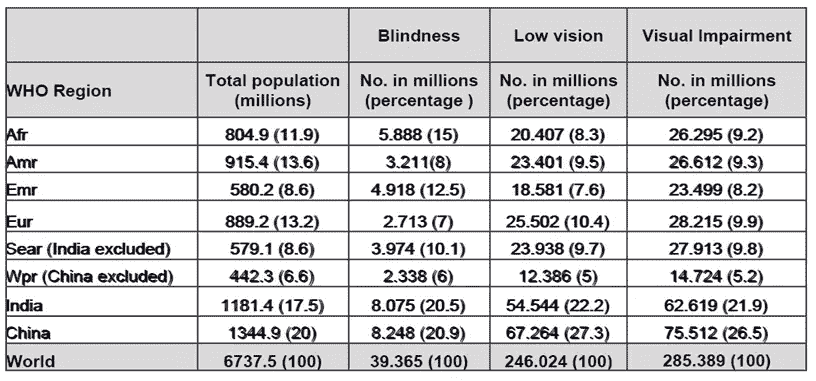 Blindness Low vision Visual Impairment
WHO Region Total population (millions) No. in millions (percentage ) No. in millions (percentage) No. in millions (percentage)
Afr 804.9 (11.9) 5.888 (15) 20.407 (8.3) 26.295 (9.2)
Amr 915.4 (13.6) 3.211(8) 23.401 (9.5) 26.612 (9.3)
Emr 580.2 (8.6) 4.918 (12.5) 18.581 (7.6) 23.499 (8.2)
Eur 889.2 (13.2) 2.713 (7) 25.502 (10.4) 28.215 (9.9)
Sear (India excluded) 579.1 (8.6) 3.974 (10.1) 23.938 (9.7) 27.913 (9.8)
Wpr (China excluded) 442.3 (6.6) 2.338 (6) 12.386 (5) 14.724 (5.2)
India 1181.4 (17.5) 8.075 (20.5) 54.544 (22.2) 62.619 (21.9)
China 1344.9 (20) 8.248 (20.9) 67.264 (27.3) 75.512 (26.5)
World 6737.5 (100) 39.365 (100) 246.024 (100) 285.389 (100)